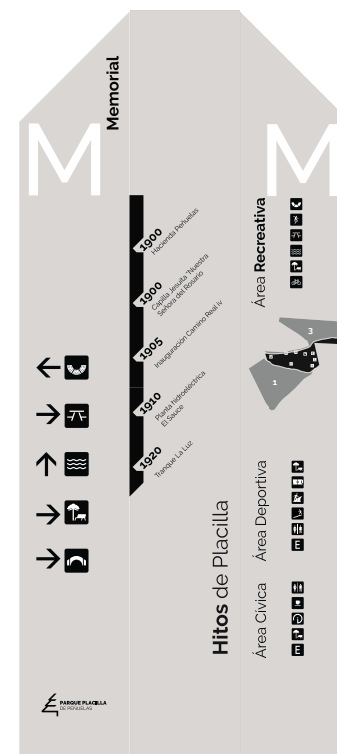 M
Memorial
M
1900
Hacienda Peñuelas
1900
Capilla Jesuita "Nuestra
Señora del Rosario
1905
Inauguración Camino Real iv
1910
Planta hidroeléctrica
El Sauce
1920
Tranque La Luz
Hitos de Placilla
Área Recreativa
3
1
Área Deportiva
m
Área Cívica
m
PARQUE PLACILLA
DE PEÑUELAS